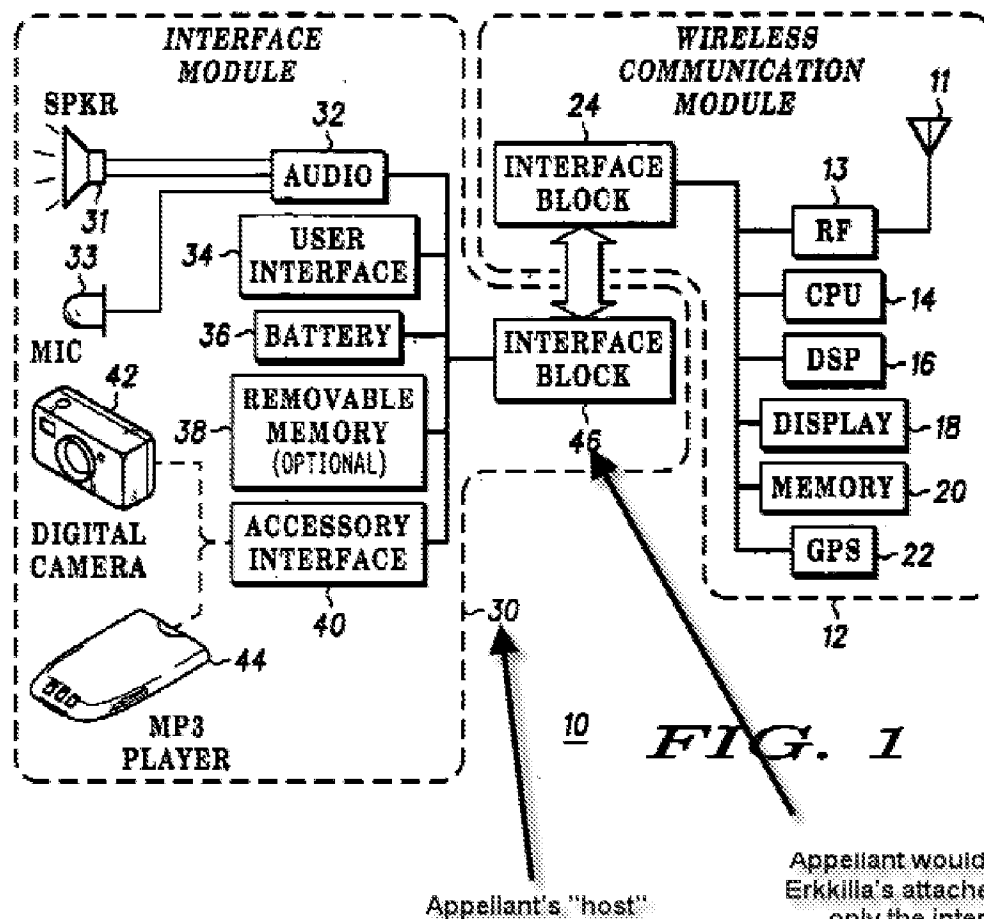 INTERFACE
MODULE
SPKR
31
32
AUDIO
33
MIC
34
USER
INTERFACE
36
BATTERY
42
DIGITAL
CAMERA
38
REMOVABLE
MEMORY
(OPTIONAL)
ACCESSORY
INTERFACE
40
44
MP3
PLAYER
30
WIRELESS
COMMUNICATION
MODULE
24
INTERFACE
BLOCK
INTERFACE
BLOCK
46
11
13
RF
CPU
14
DSP
16
DISPLAY
18
MEMORY
20
GPS
22
12
10
FIG. 1
Appellant's "host"
Appellant would
Erkkilla's attache
only the inter